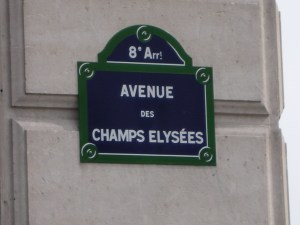 8e Arrt
AVENUE
DES
CHAMPS ELYSÉES